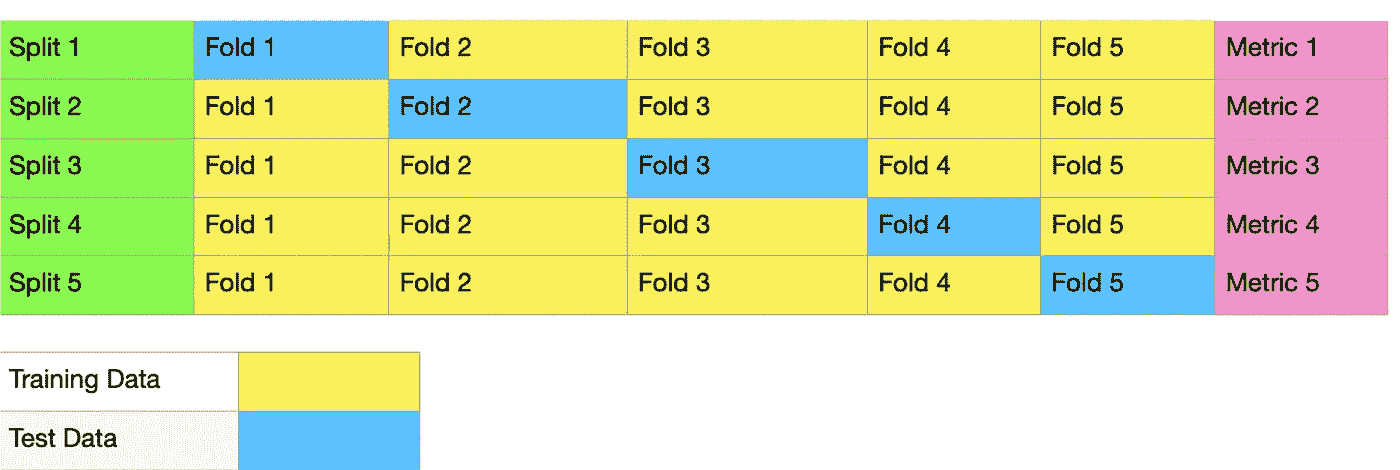 Split 1 Fold 1 Fold 2 Fold 3 Fold 4 Fold 5 Metric 1
Split 2 Fold 1 Fold 2 Fold 3 Fold 4 Fold 5 Metric 2
Split 3 Fold 1 Fold 2 Fold 3 Fold 4 Fold 5 Metric 3
Split 4 Fold 1 Fold 2 Fold 3 Fold 4 Fold 5 Metric 4
Split 5 Fold 1 Fold 2 Fold 3 Fold 4 Fold 5 Metric 5
Training Data
Test Data